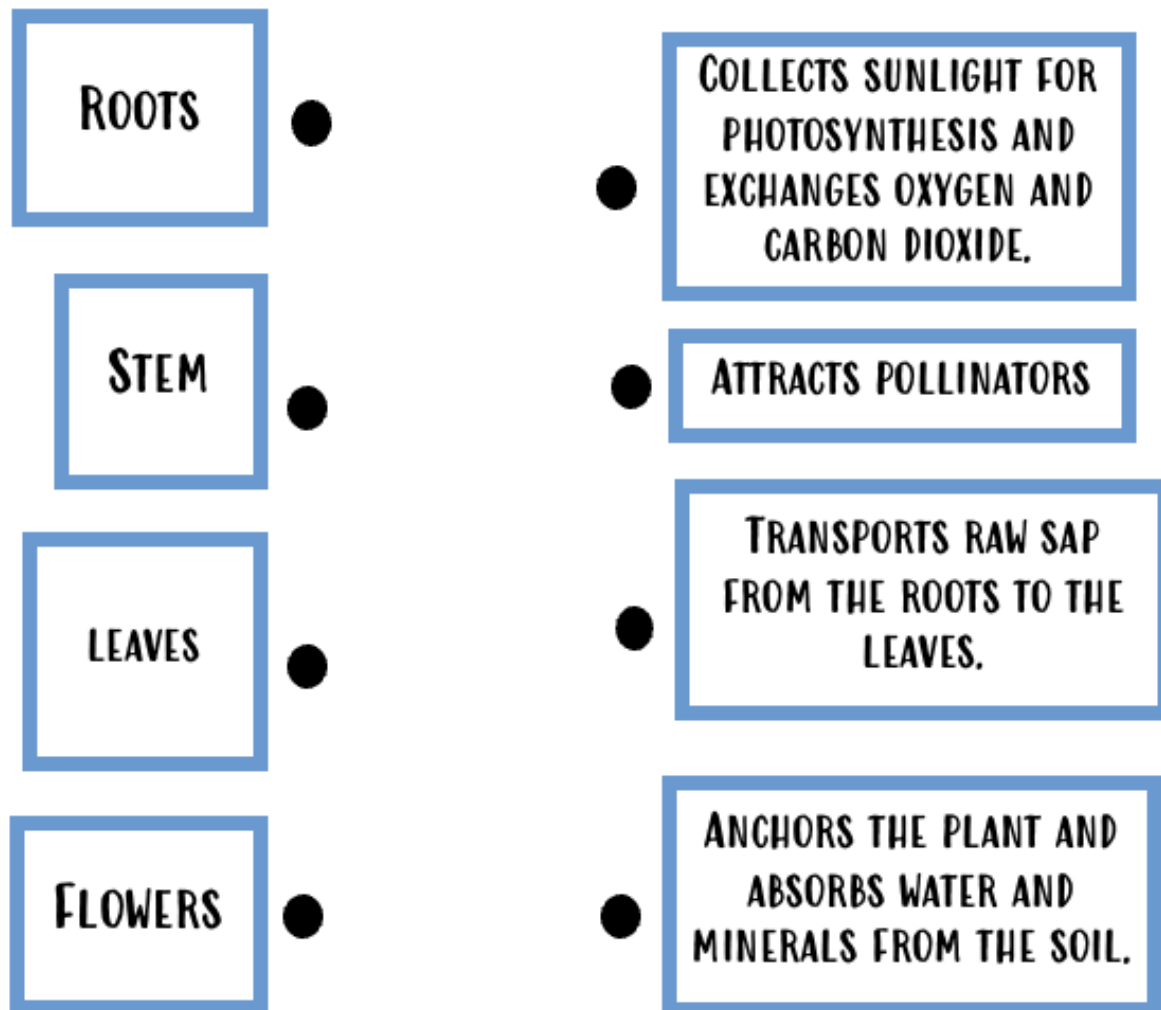 ROOTS
STEM
LEAVES
FLOWERS
COLLECTS SUNLIGHT FOR
PHOTOSYNTHESIS AND
EXCHANGES OXYGEN AND
CARBON DIOXIDE.
ATTRACTS POLLINATORS
TRANSPORTS RAW SAP
FROM THE ROOTS TO THE
LEAVES.
ANCHORS THE PLANT AND
ABSORBS WATER AND
MINERALS FROM THE SOIL.